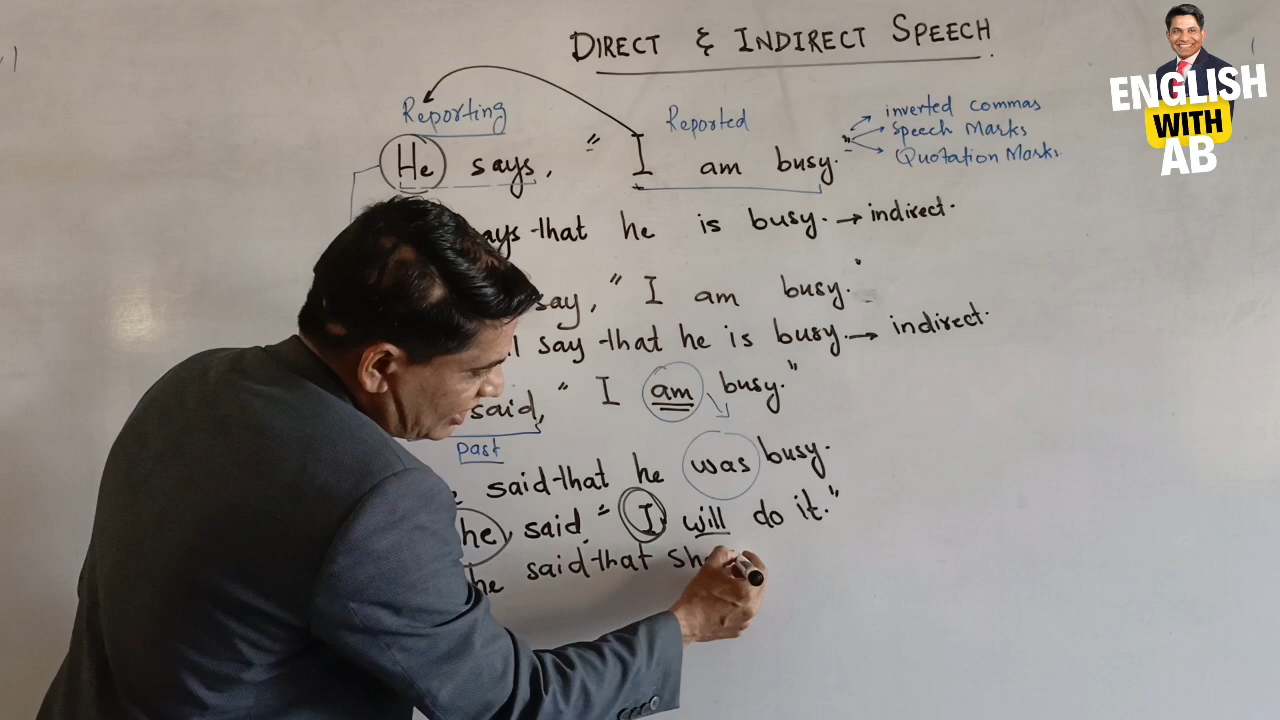 DIRECT & INDIRECT SPEECH
ENGLISH
WITH
AB
Reporting
Reported
inverted commas
Speech Marks
Quotation Marks
He says, " I am busy."
says that he is busy. → indirect.
say, " I am busy."
say that he is busy. → indirect.
said, " I am busy."
past
said that he was busy.
he said " I will do it."
he said that